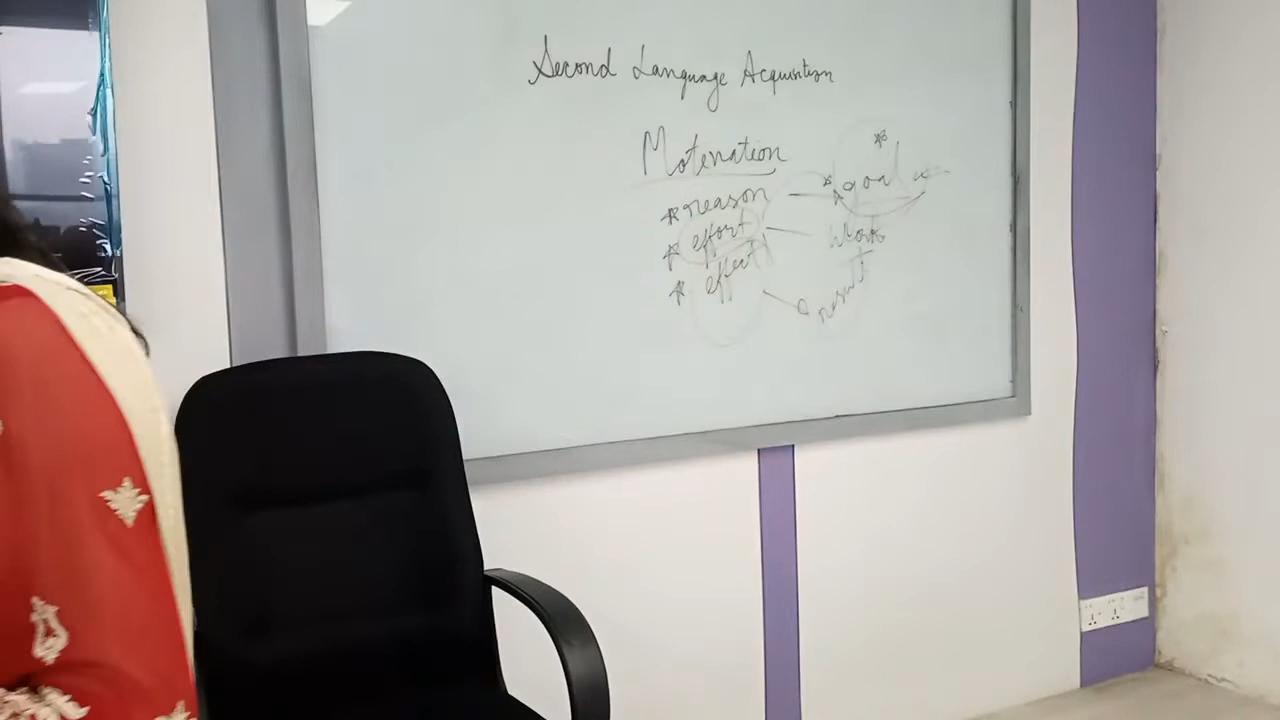 Second Language Acquisition
Motivation
* reason — * goal
* effort — work
* effect — result